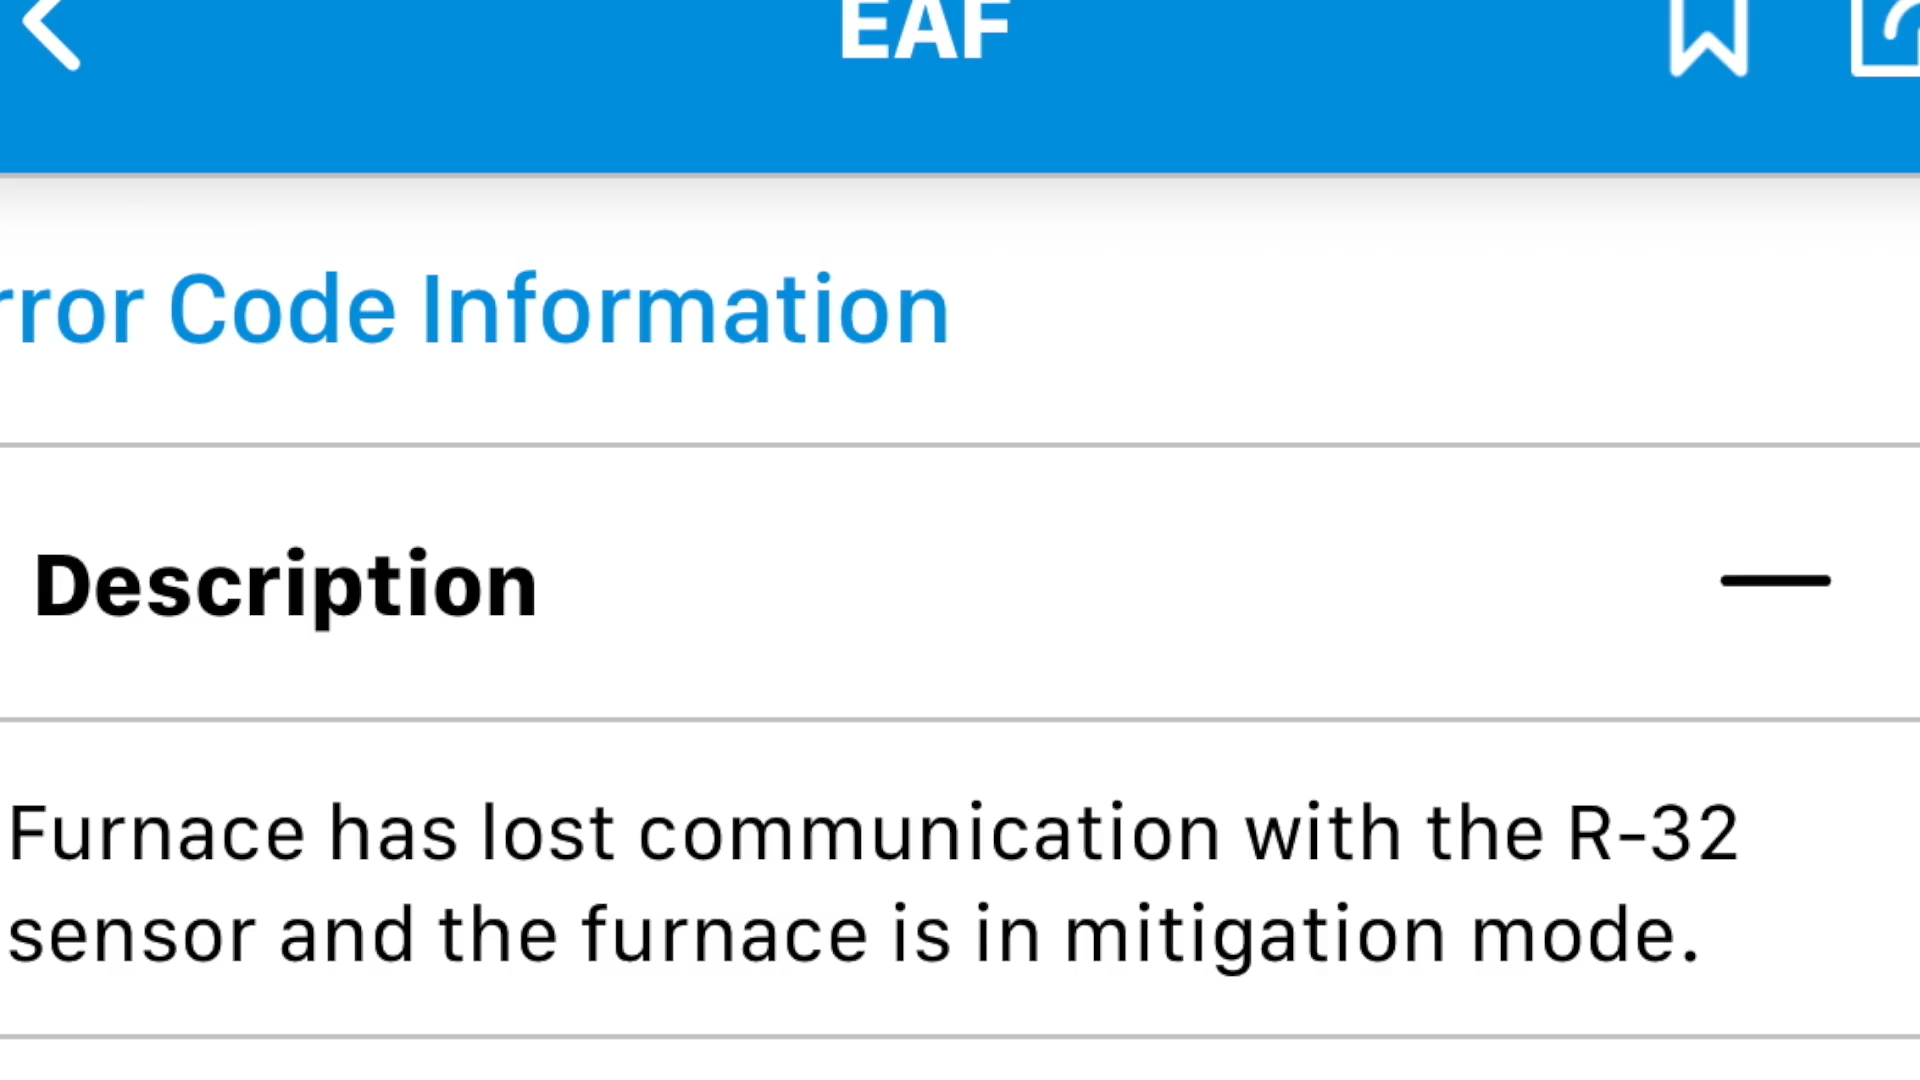 EAF
rror Code Information
Description
Furnace has lost communication with the R-32
sensor and the furnace is in mitigation mode.